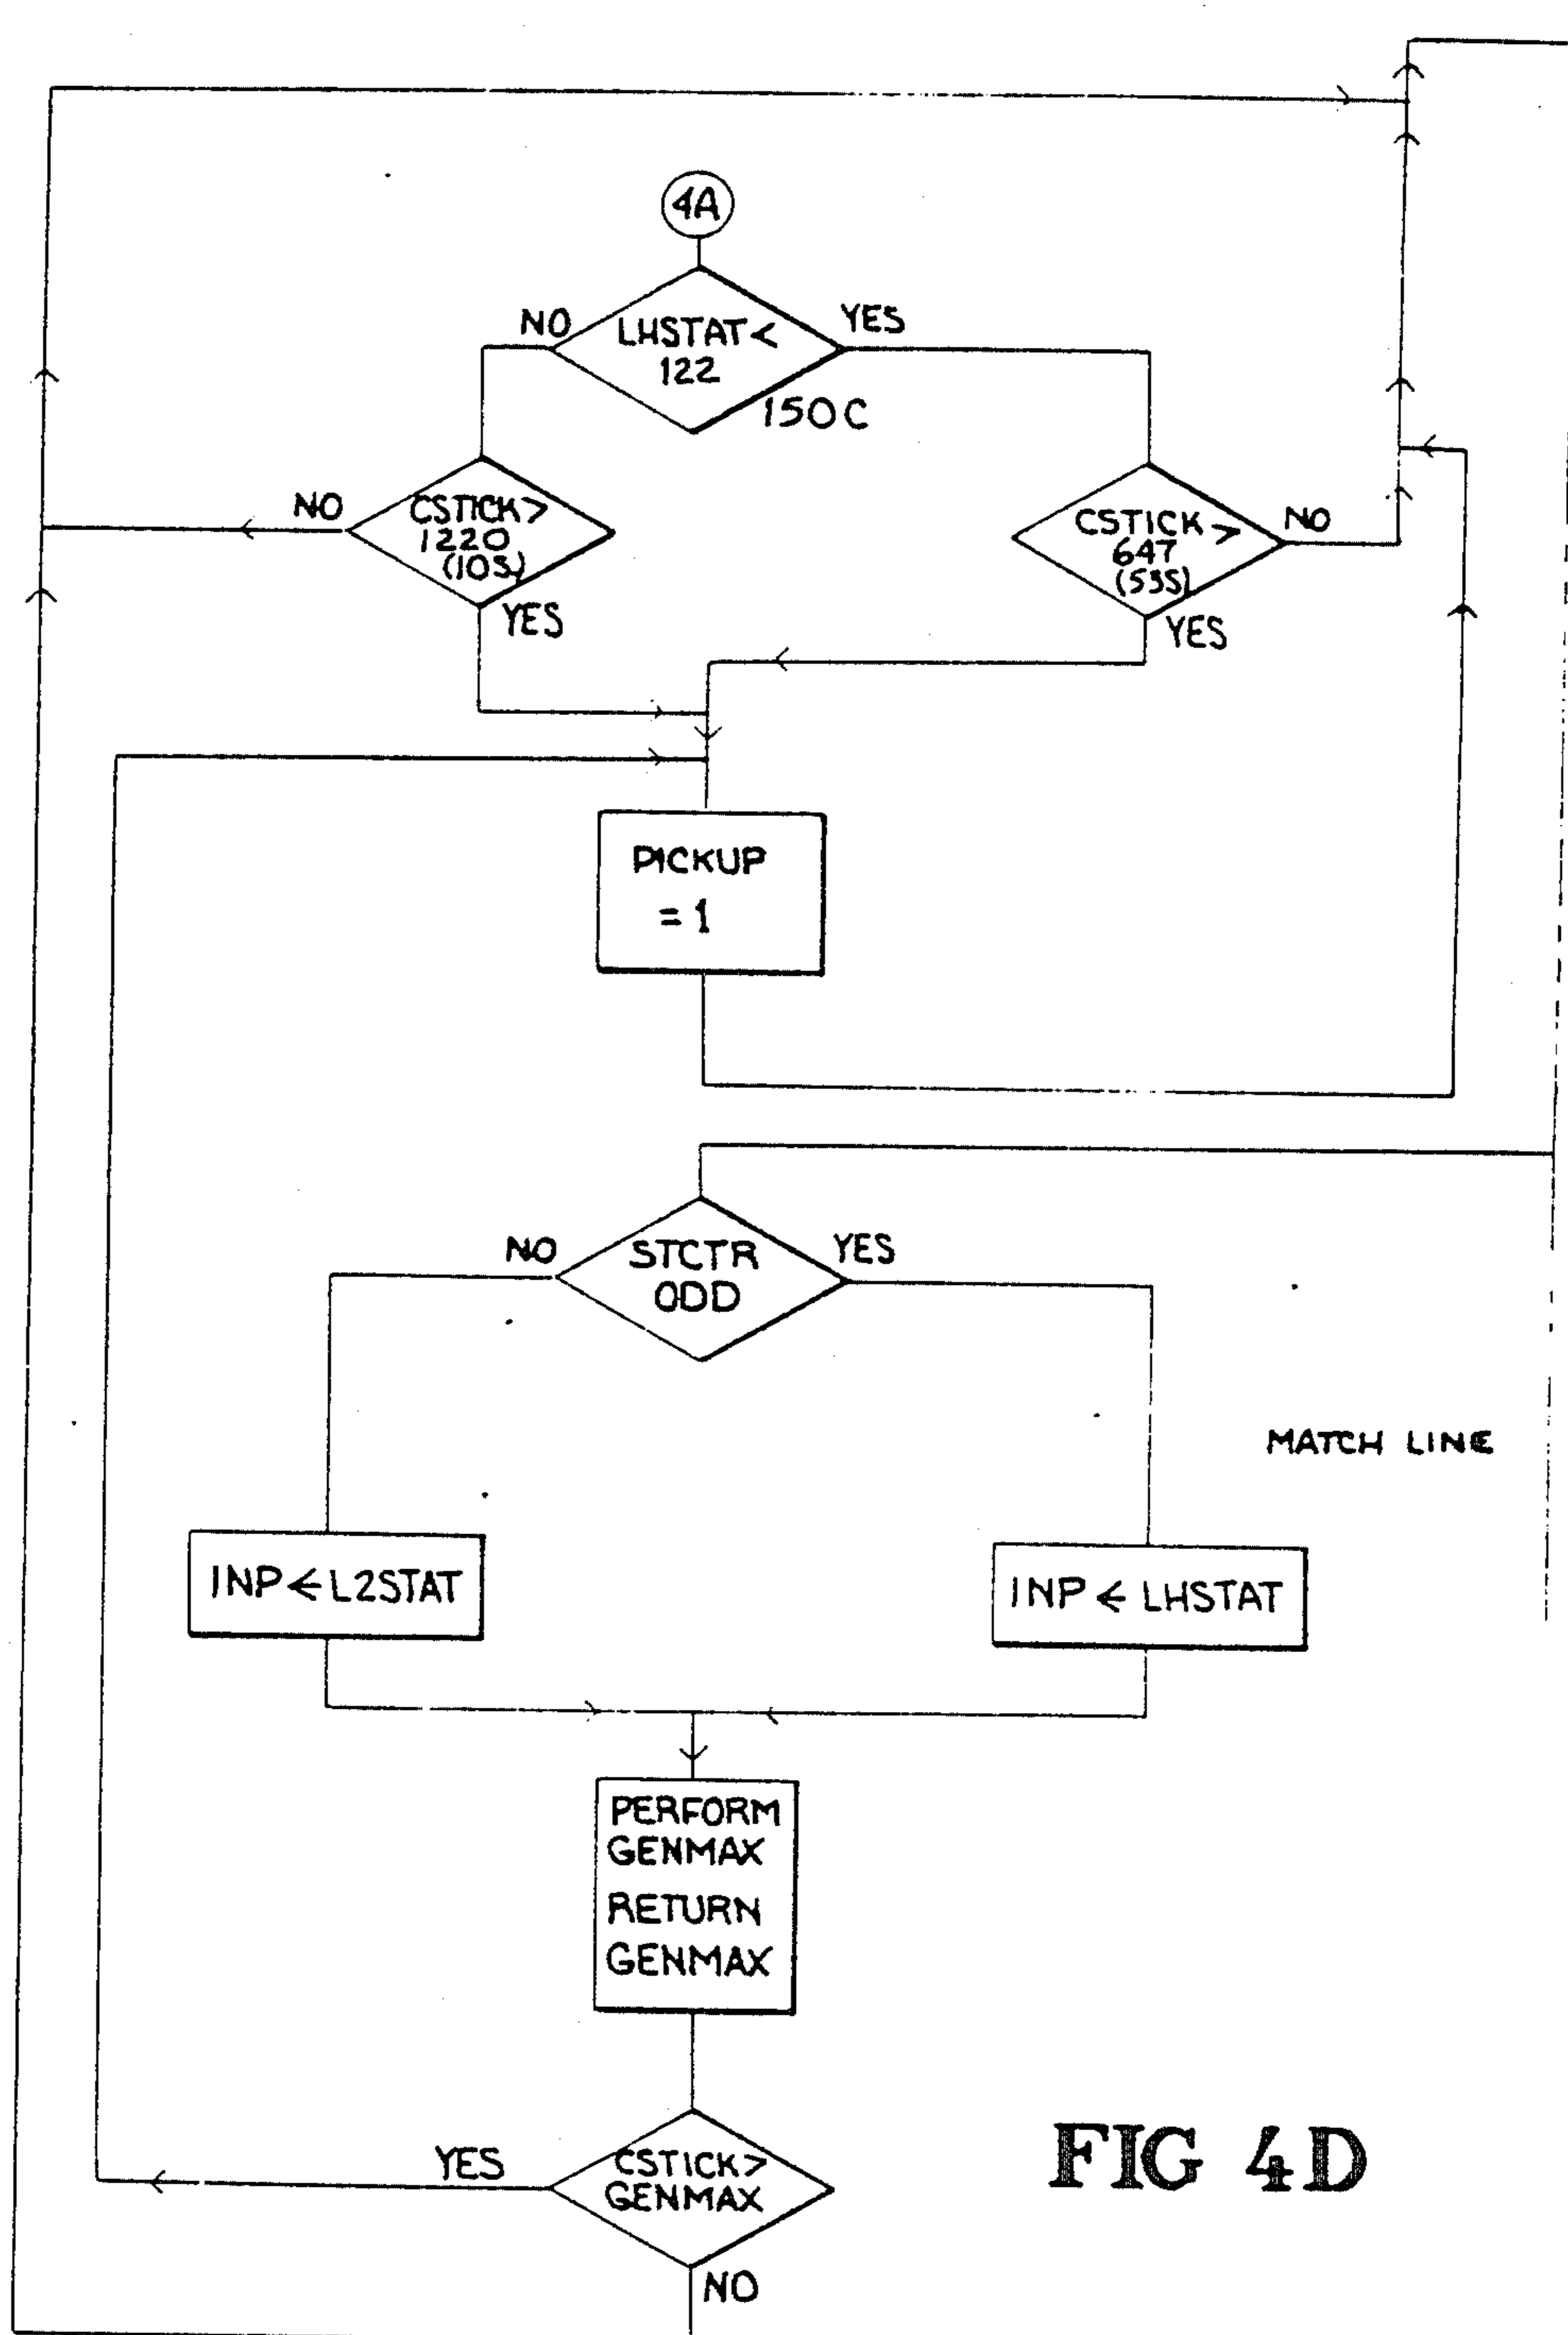 4A
NO
YES
LHSTAT<
122
150C
NO
CSTICK>
1220
(10S)
YES
CSTICK>
647
(53S)
NO
YES
PICKUP
=1
NO
STCTR
ODD
YES
MATCH LINE
INP ← L2STAT
INP ← LHSTAT
PERFORM
GENMAX
RETURN
GENMAX
YES
CSTICK>
GENMAX
NO
FIG 4D